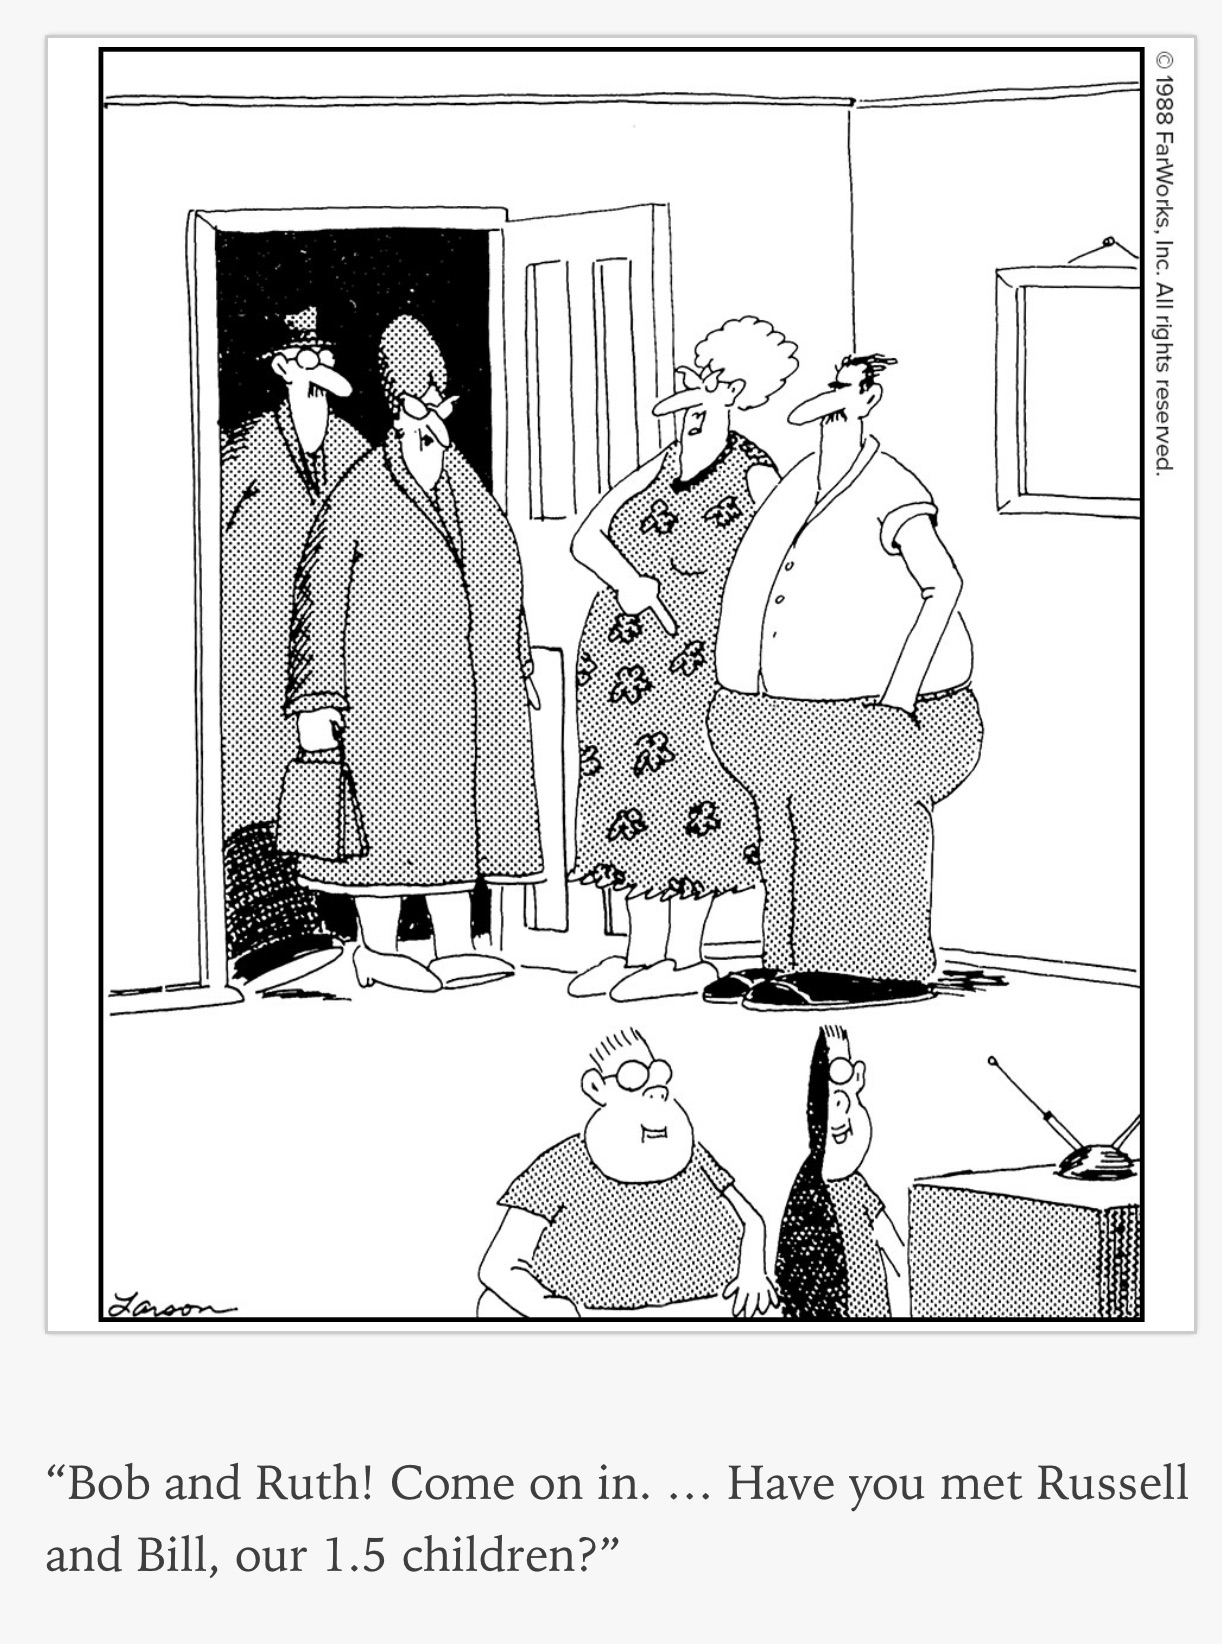 © 1988 FarWorks, Inc. All rights reserved.
Larson
“Bob and Ruth! Come on in. … Have you met Russell
and Bill, our 1.5 children?”